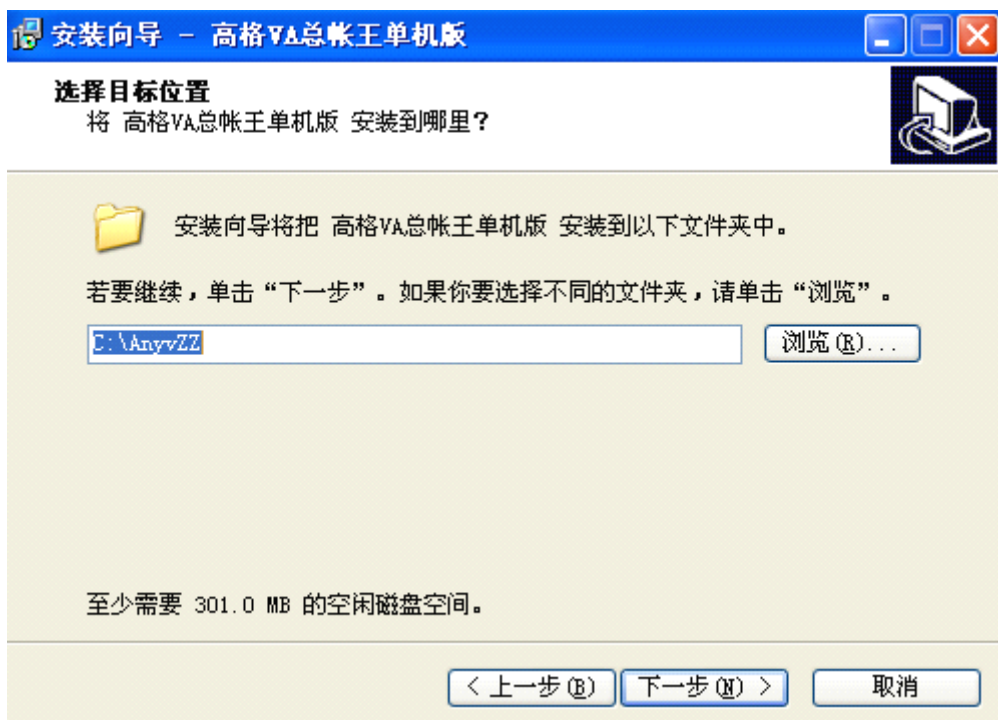 安装向导 - 高格VA总帐王单机版
选择目标位置
将 高格VA总帐王单机版 安装到哪里?
安装向导将把 高格VA总帐王单机版 安装到以下文件夹中。
若要继续，单击“下一步”。如果你要选择不同的文件夹，请单击“浏览”。
C:\AnyvZZ
浏览(R)...
至少需要 301.0 MB 的空闲磁盘空间。
< 上一步(B) 下一步(N) > 取消